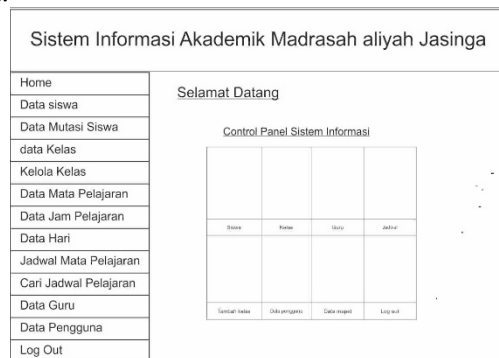 Sistem Informasi Akademik Madrasah aliyah Jasinga
Home
Data siswa
Data Mutasi Siswa
data Kelas
Kelola Kelas
Data Mata Pelajaran
Data Jam Pelajaran
Data Hari
Jadwal Mata Pelajaran
Cari Jadwal Pelajaran
Data Guru
Data Pengguna
Log Out
Selamat Datang
Control Panel Sistem Informasi
Siswa Kelas Guru Jadwal
Tambah kelas Data pengguna Data mapel Log out